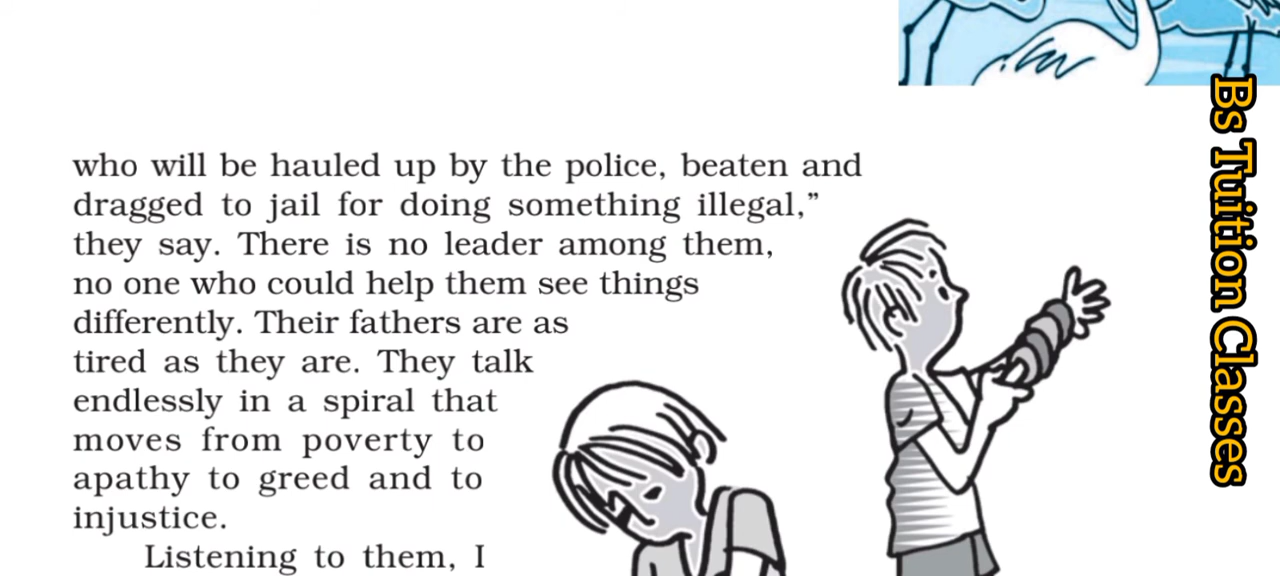 who will be hauled up by the police, beaten and
dragged to jail for doing something illegal,”
they say. There is no leader among them,
no one who could help them see things
differently. Their fathers are as
tired as they are. They talk
endlessly in a spiral that
moves from poverty to
apathy to greed and to
injustice.
Listening to them, I
Bs Tuition Classes